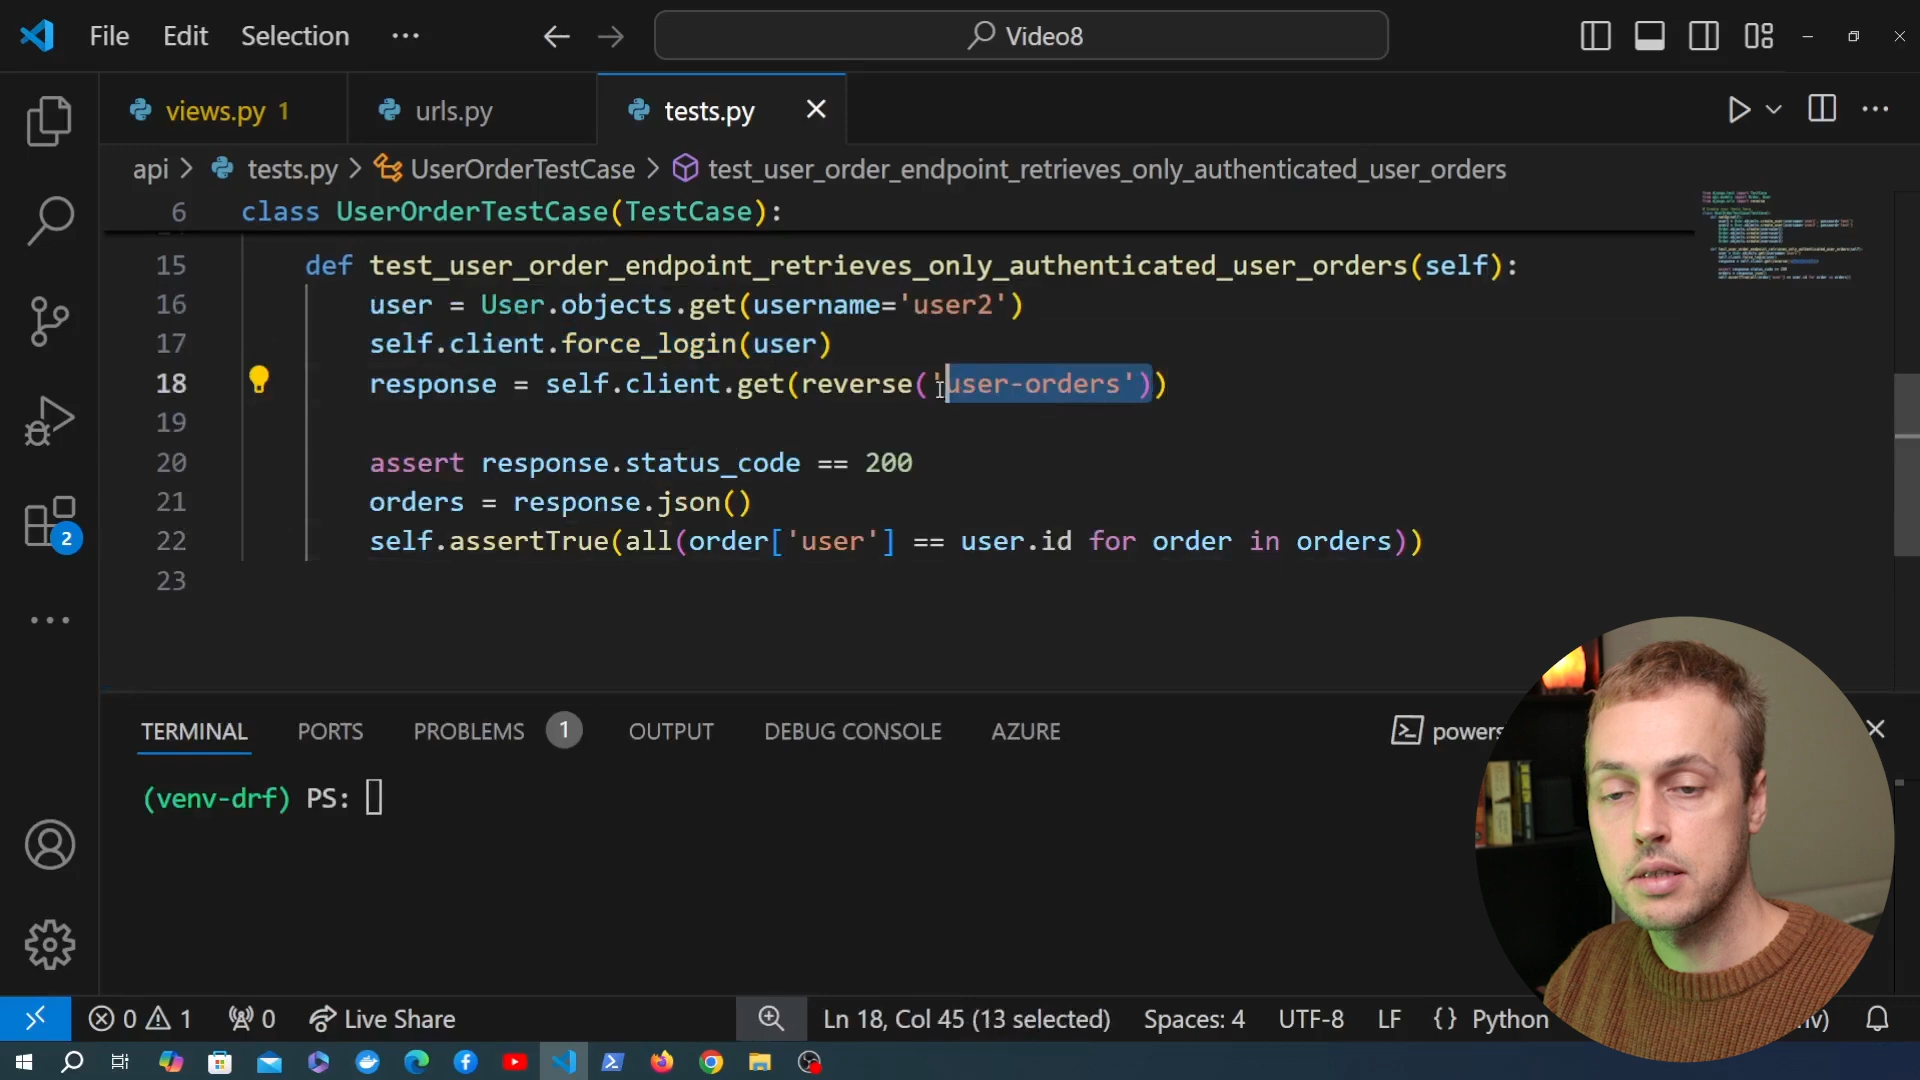 File Edit Selection ··· Video8
views.py 1 urls.py tests.py
api > tests.py > UserOrderTestCase > test_user_order_endpoint_retrieves_only_authenticated_user_orders
6 class UserOrderTestCase(TestCase):
15 def test_user_order_endpoint_retrieves_only_authenticated_user_orders(self):
16 user = User.objects.get(username='user2')
17 self.client.force_login(user)
18 response = self.client.get(reverse('user-orders'))
19
20 assert response.status_code == 200
21 orders = response.json()
22 self.assertTrue(all(order['user'] == user.id for order in orders))
23
2
TERMINAL PORTS PROBLEMS 1 OUTPUT DEBUG CONSOLE AZURE powers
(venv-drf) PS:
0 1 0 Live Share Ln 18, Col 45 (13 selected) Spaces: 4 UTF-8 LF {} Python